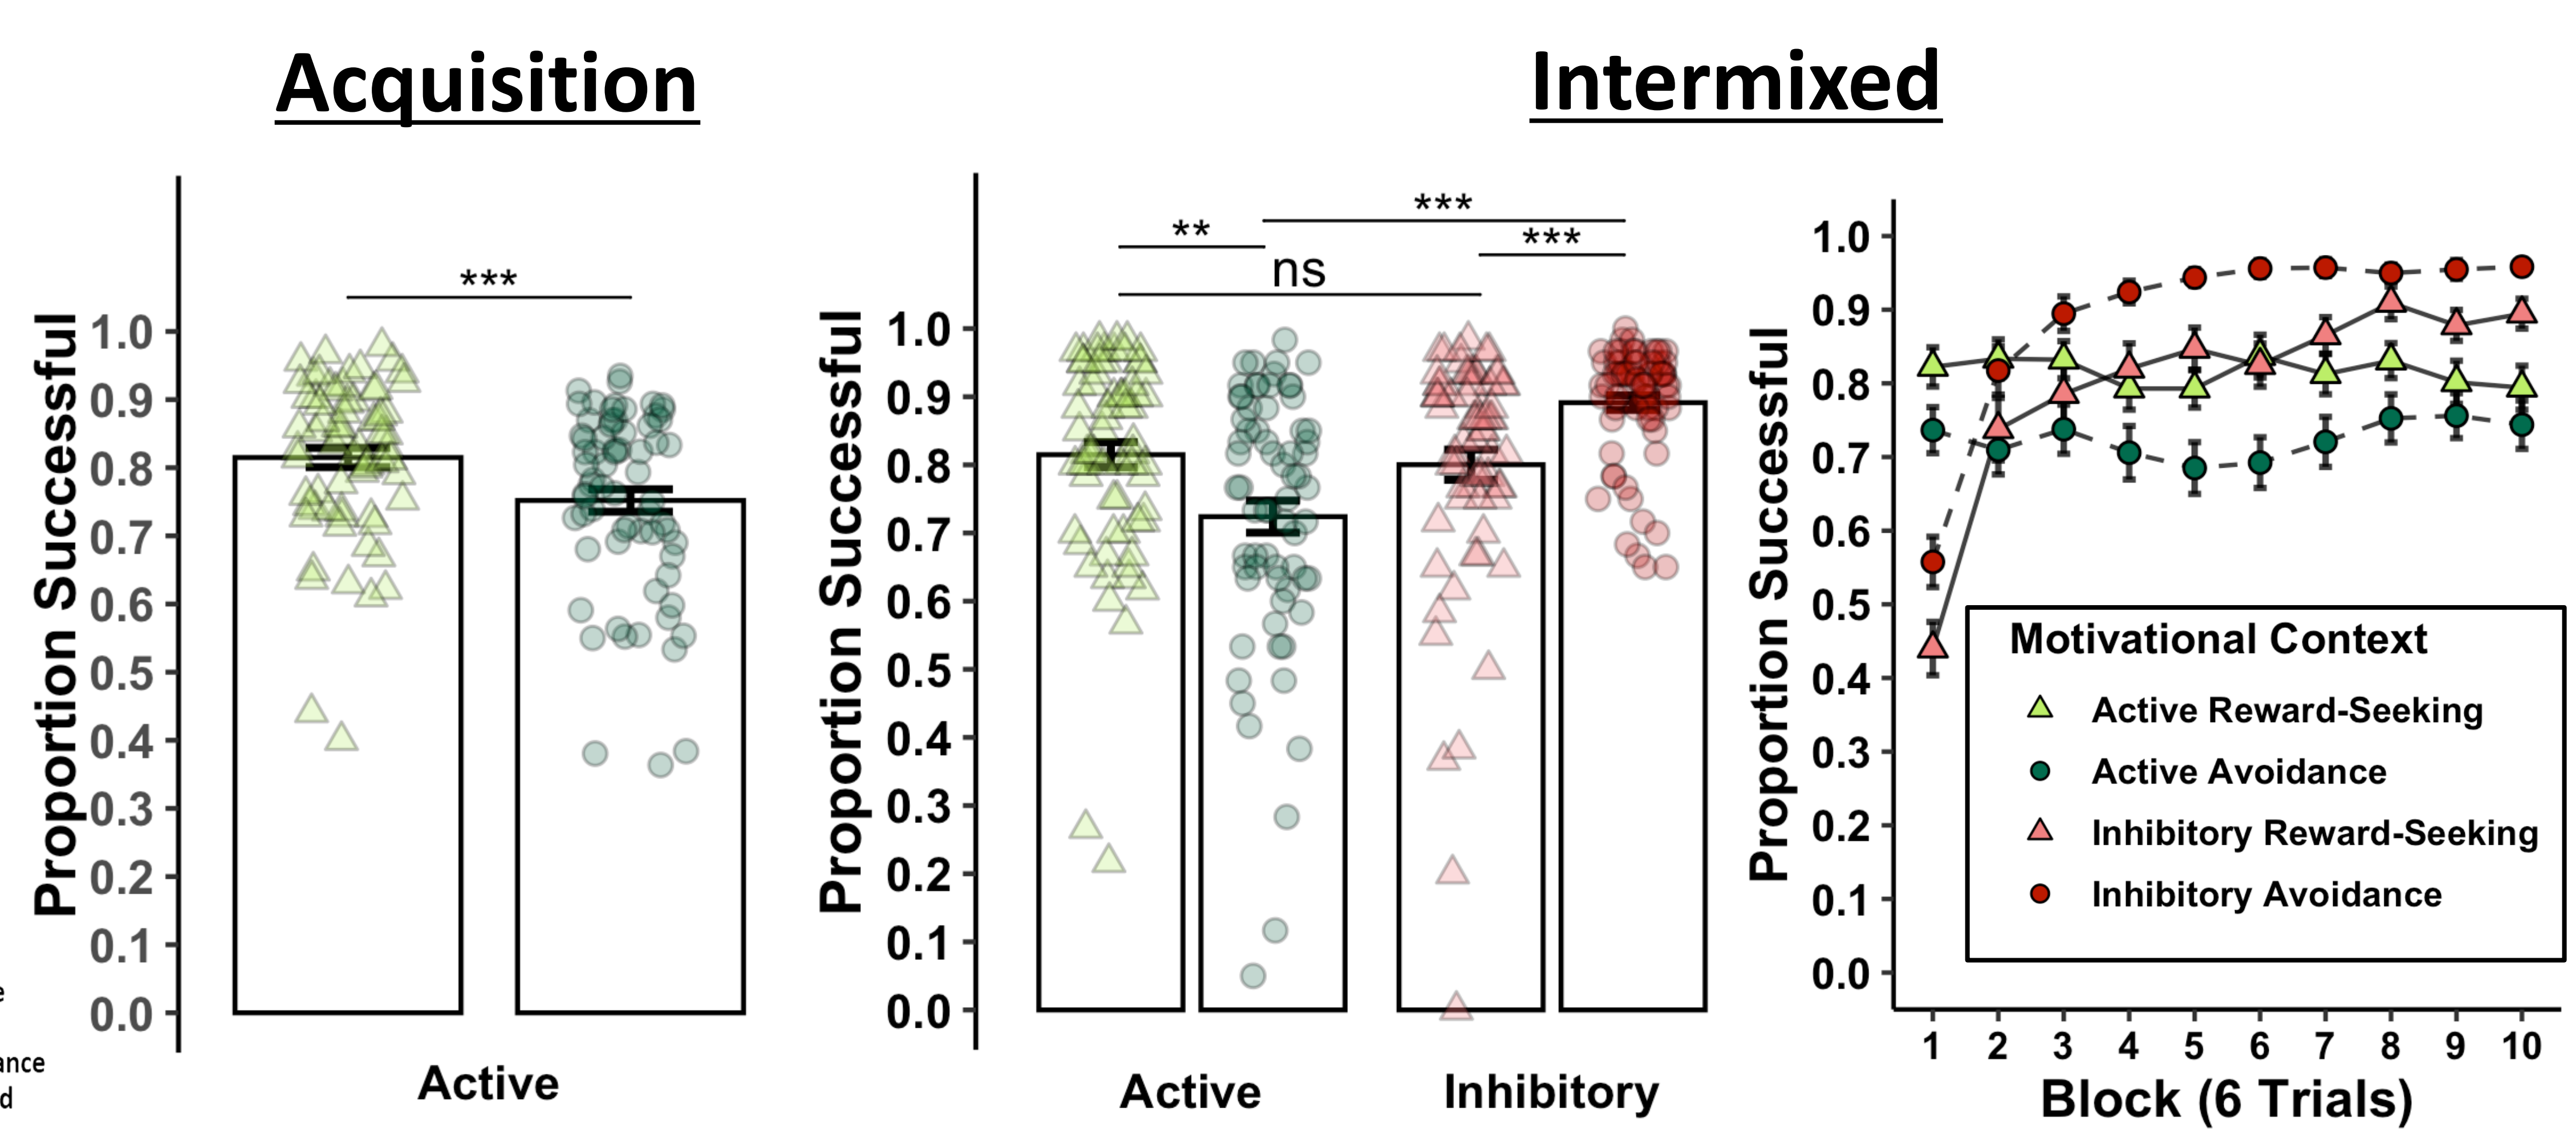 Acquisition
Intermixed
Proportion Successful
1.0
0.9
0.8
0.7
0.6
0.5
0.4
0.3
0.2
0.1
0.0
***
Active
Proportion Successful
1.0
0.9
0.8
0.7
0.6
0.5
0.4
0.3
0.2
0.1
0.0
***
**
***
ns
Active
Inhibitory
Proportion Successful
1.0
0.9
0.8
0.7
0.6
0.5
0.4
0.3
0.2
0.1
0.0
Motivational Context
Active Reward-Seeking
Active Avoidance
Inhibitory Reward-Seeking
Inhibitory Avoidance
1 2 3 4 5 6 7 8 9 10
Block (6 Trials)